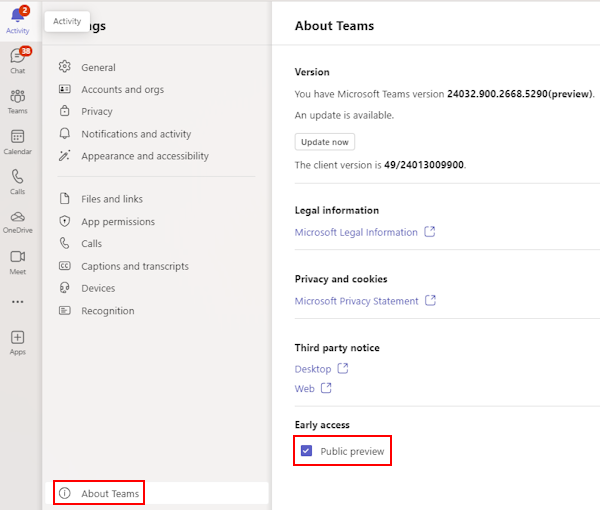 2
Activity
38
Chat
Teams
Calendar
Calls
OneDrive
Meet
Apps
Activity
gs
General
Accounts and orgs
Privacy
Notifications and activity
Appearance and accessibility
Files and links
App permissions
Calls
CC
Captions and transcripts
Devices
Recognition
About Teams
About Teams
Version
You have Microsoft Teams version 24032.900.2668.5290(preview).
An update is available.
Update now
The client version is 49/24013009900.
Legal information
Microsoft Legal Information
Privacy and cookies
Microsoft Privacy Statement
Third party notice
Desktop
Web
Early access
Public preview